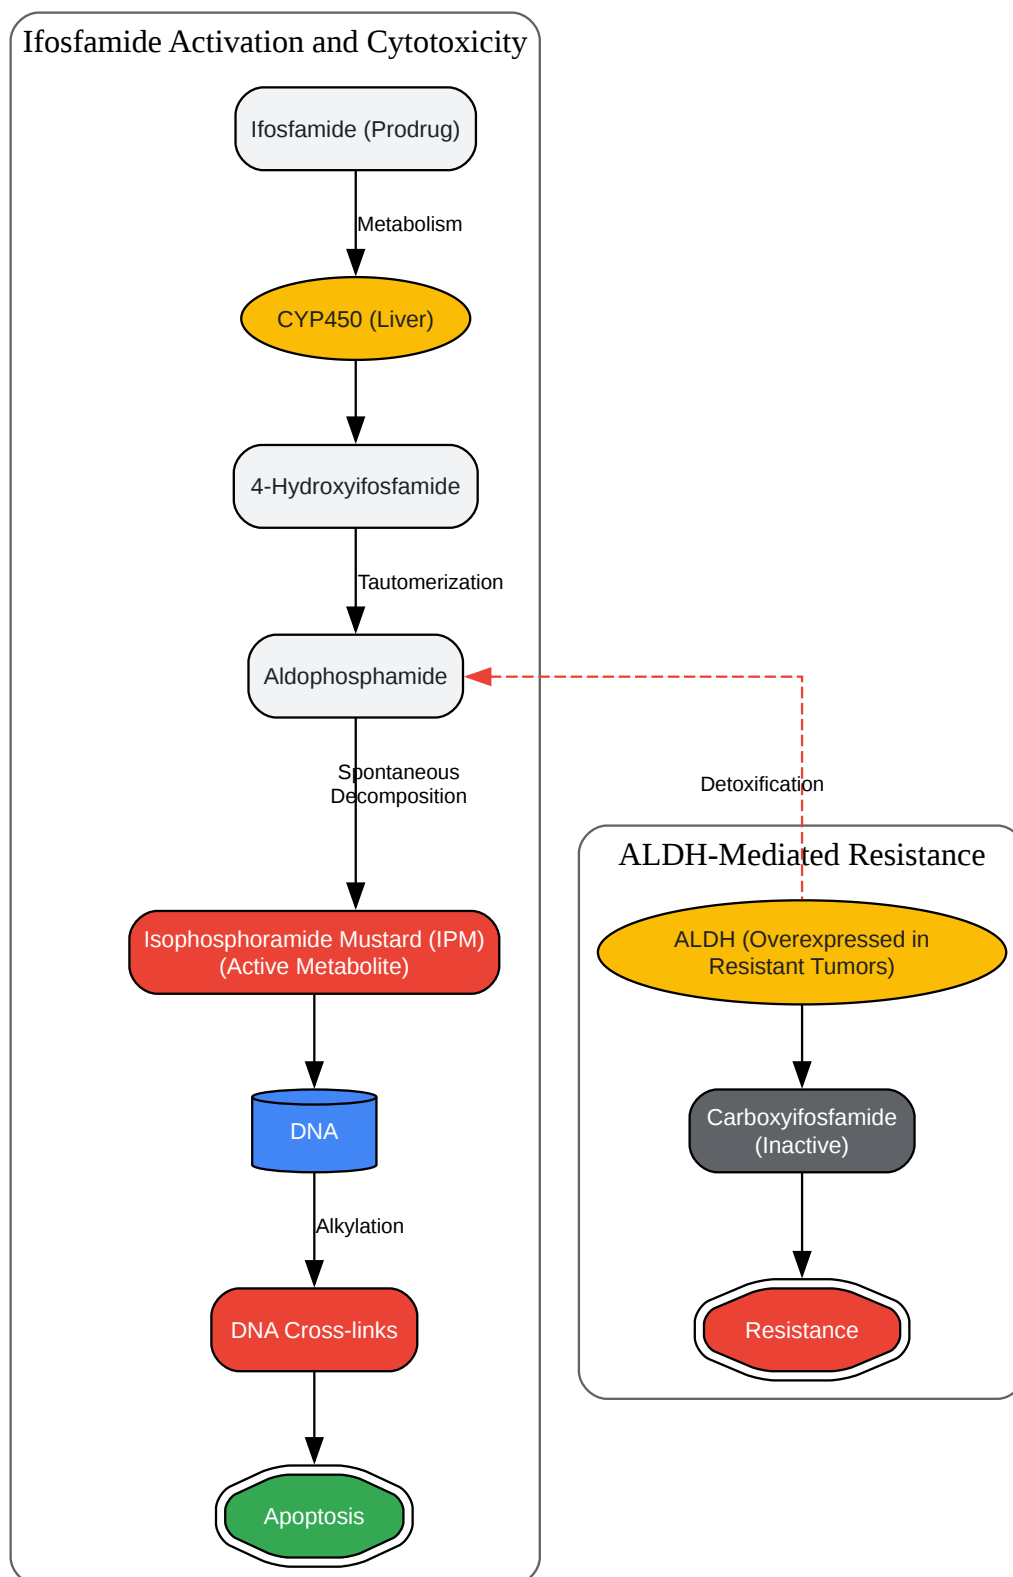 Ifosfamide Activation and Cytotoxicity
Ifosfamide (Prodrug)
Metabolism
CYP450 (Liver)
4-Hydroxyifosfamide
Tautomerization
Aldophosphamide
Spontaneous
Decomposition
Isophosphoramide Mustard (IPM)
(Active Metabolite)
DNA
Alkylation
DNA Cross-links
Apoptosis
Detoxification
ALDH-Mediated Resistance
ALDH (Overexpressed in
Resistant Tumors)
Carboxyifosfamide
(Inactive)
Resistance